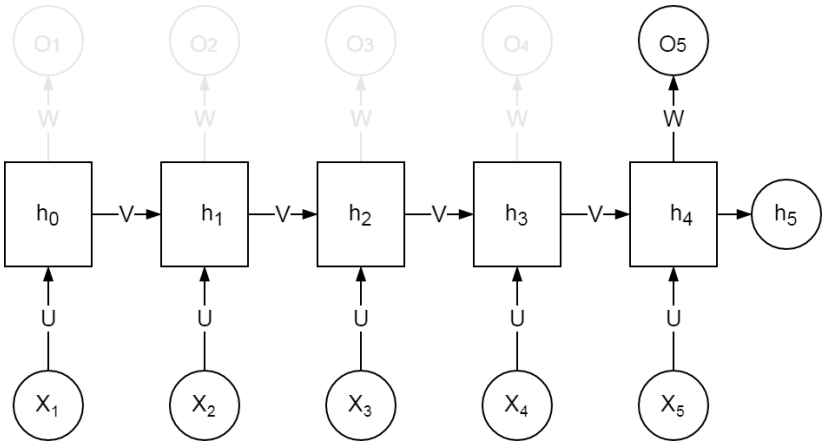 O1 O2 O3 O4 O5
W W W W W
h0 V h1 V h2 V h3 V h4 h5
U U U U U
X1 X2 X3 X4 X5